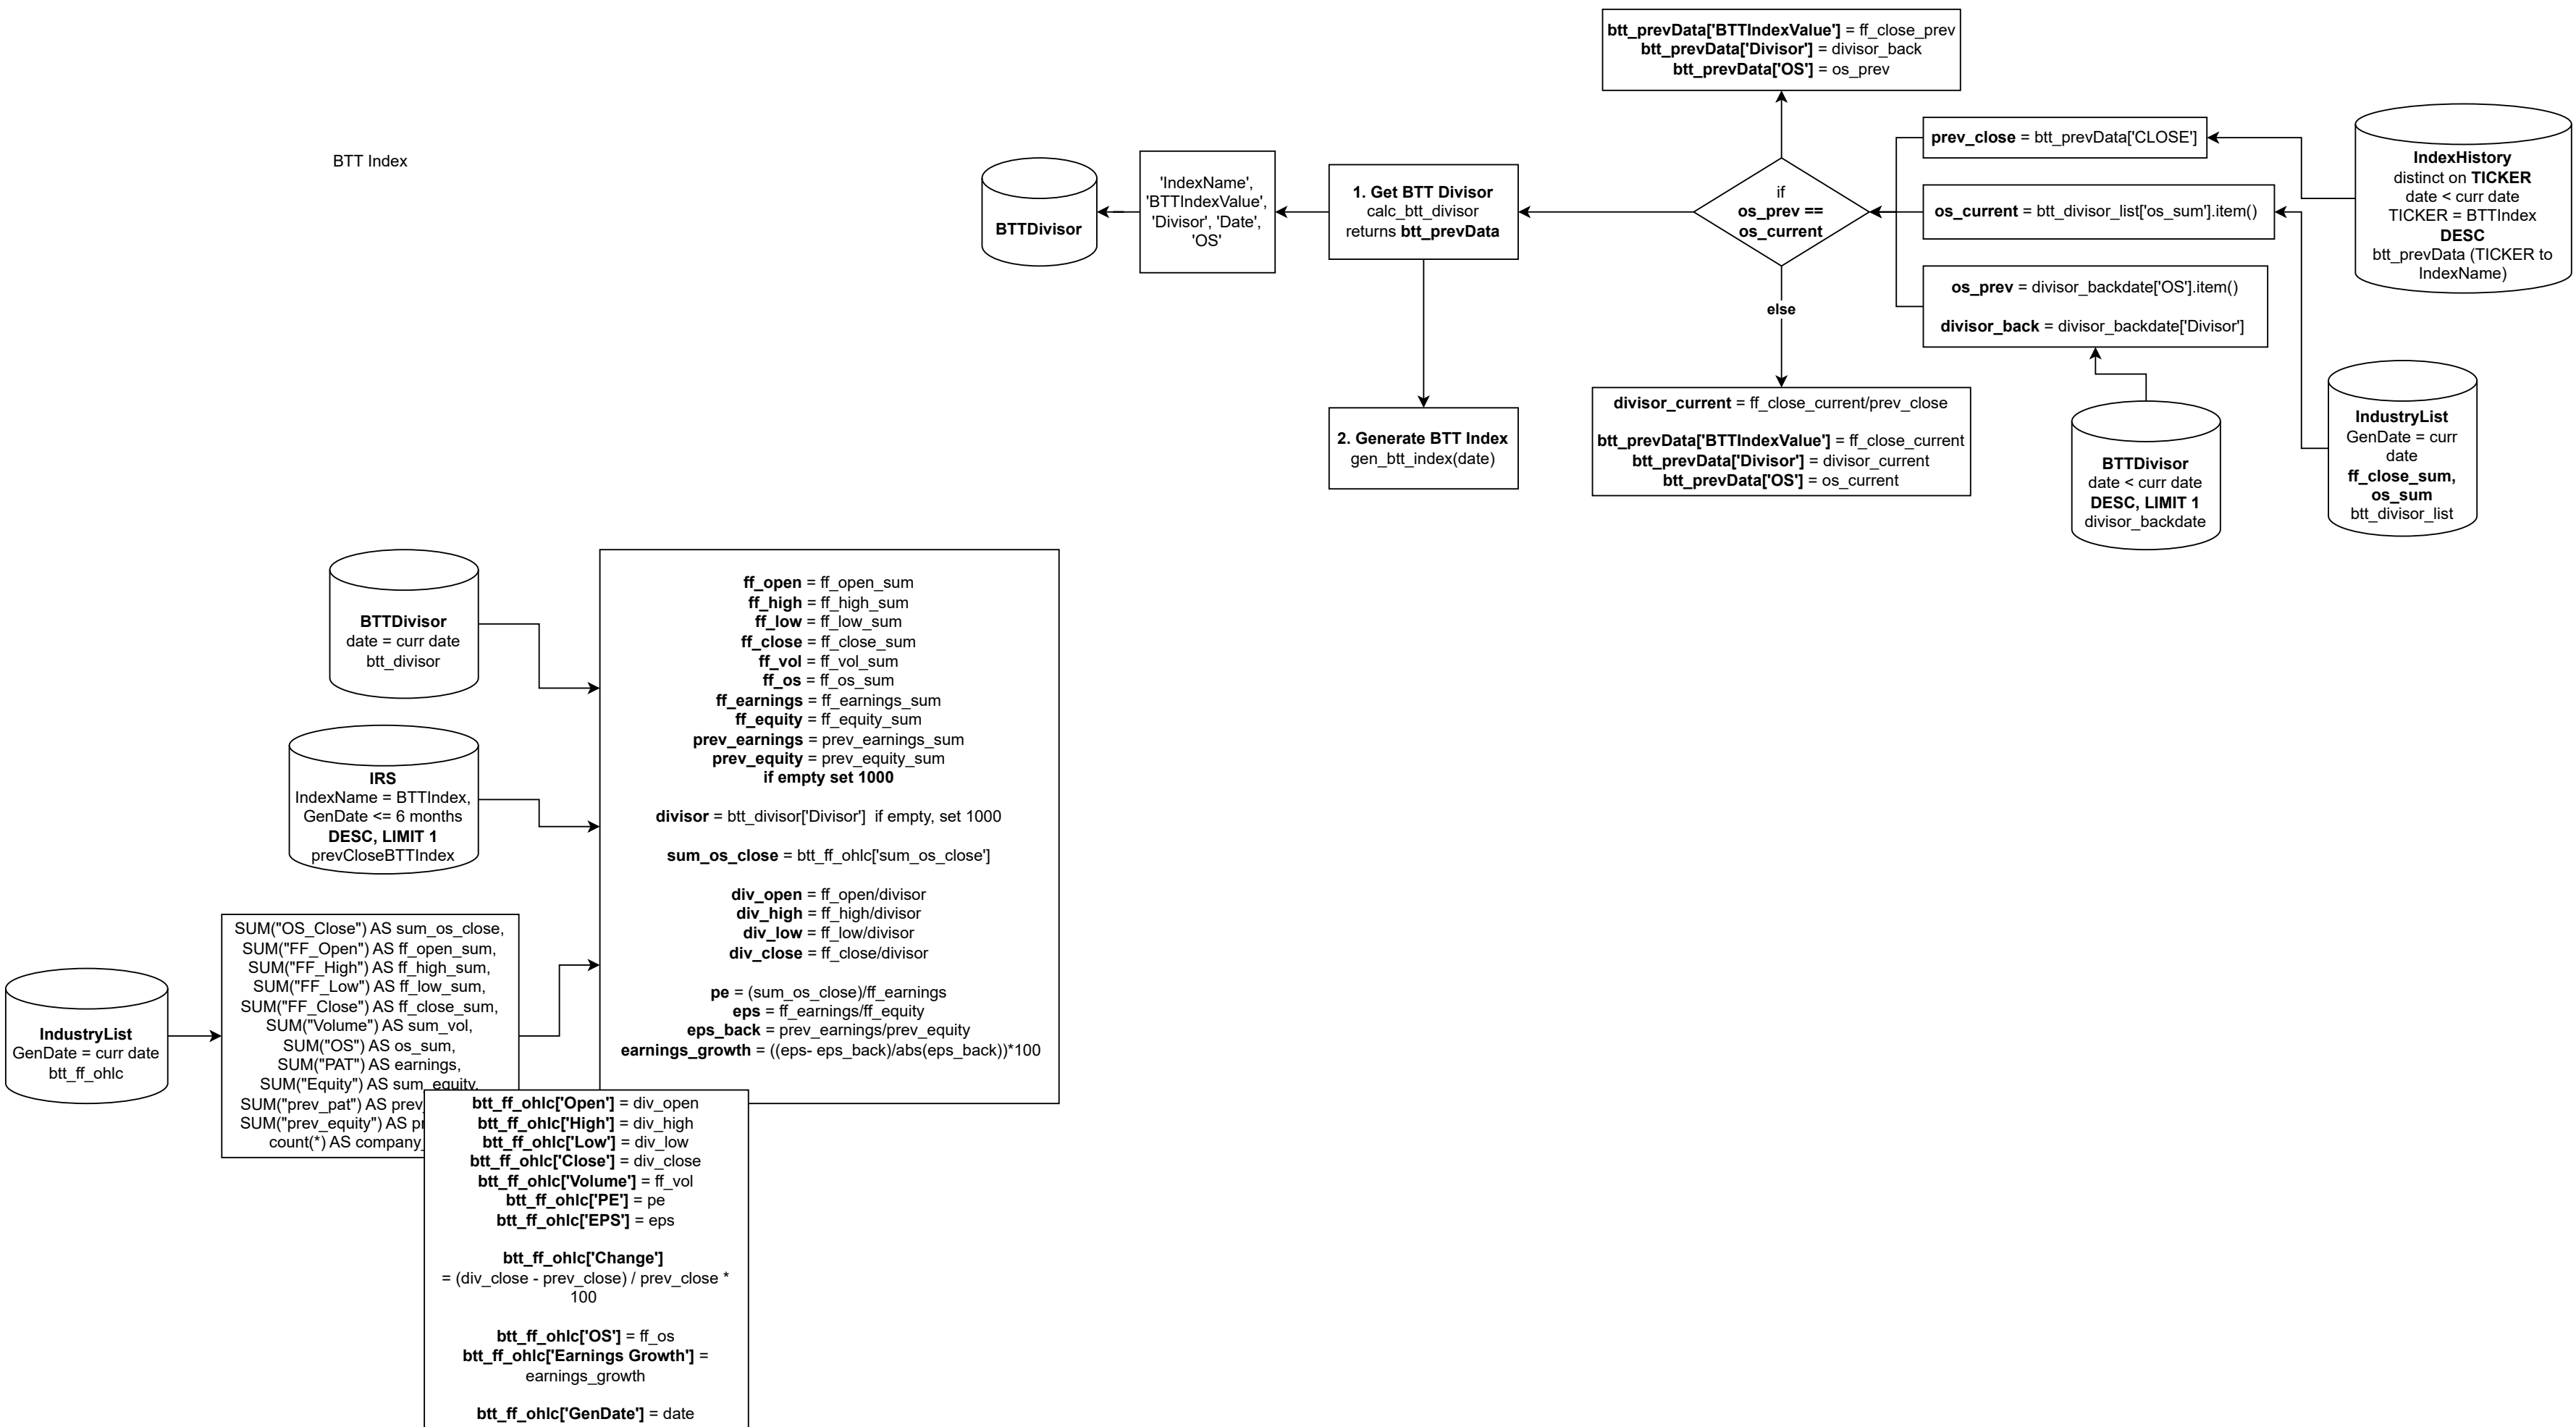 btt_prevData['BTTIndexValue'] = ff_close_prev
btt_prevData['Divisor'] = divisor_back
btt_prevData['OS'] = os_prev
BTT Index
BTTDivisor
'IndexName',
'BTTIndexValue',
'Divisor', 'Date',
'OS'
1. Get BTT Divisor
calc_btt_divisor
returns btt_prevData
if
os_prev ==
os_current
prev_close = btt_prevData['CLOSE']
os_current = btt_divisor_list['os_sum'].item()
os_prev = divisor_backdate['OS'].item()
divisor_back = divisor_backdate['Divisor']
IndexHistory
distinct on TICKER
date < curr date
TICKER = BTTIndex
DESC
btt_prevData (TICKER to
IndexName)
else
divisor_current = ff_close_current/prev_close
btt_prevData['BTTIndexValue'] = ff_close_current
btt_prevData['Divisor'] = divisor_current
btt_prevData['OS'] = os_current
2. Generate BTT Index
gen_btt_index(date)
BTTDivisor
date < curr date
DESC, LIMIT 1
divisor_backdate
IndustryList
GenDate = curr
date
ff_close_sum,
os_sum
btt_divisor_list
BTTDivisor
date = curr date
btt_divisor
IRS
IndexName = BTTIndex,
GenDate <= 6 months
DESC, LIMIT 1
prevCloseBTTIndex
IndustryList
GenDate = curr date
btt_ff_ohlc
SUM("OS_Close") AS sum_os_close,
SUM("FF_Open") AS ff_open_sum,
SUM("FF_High") AS ff_high_sum,
SUM("FF_Low") AS ff_low_sum,
SUM("FF_Close") AS ff_close_sum,
SUM("Volume") AS sum_vol,
SUM("OS") AS os_sum,
SUM("PAT") AS earnings,
SUM("Equity") AS sum_equity,
SUM("prev_pat") AS prev
SUM("prev_equity") AS
count(*) AS company
ff_open = ff_open_sum
ff_high = ff_high_sum
ff_low = ff_low_sum
ff_close = ff_close_sum
ff_vol = ff_vol_sum
ff_os = ff_os_sum
ff_earnings = ff_earnings_sum
ff_equity = ff_equity_sum
prev_earnings = prev_earnings_sum
prev_equity = prev_equity_sum
if empty set 1000
divisor = btt_divisor['Divisor'] if empty, set 1000
sum_os_close = btt_ff_ohlc['sum_os_close']
div_open = ff_open/divisor
div_high = ff_high/divisor
div_low = ff_low/divisor
div_close = ff_close/divisor
pe = (sum_os_close)/ff_earnings
eps = ff_earnings/ff_equity
eps_back = prev_earnings/prev_equity
earnings_growth = ((eps- eps_back)/abs(eps_back))*100
btt_ff_ohlc['Open'] = div_open
btt_ff_ohlc['High'] = div_high
btt_ff_ohlc['Low'] = div_low
btt_ff_ohlc['Close'] = div_close
btt_ff_ohlc['Volume'] = ff_vol
btt_ff_ohlc['PE'] = pe
btt_ff_ohlc['EPS'] = eps
btt_ff_ohlc['Change']
= (div_close - prev_close) / prev_close *
100
btt_ff_ohlc['OS'] = ff_os
btt_ff_ohlc['Earnings Growth'] =
earnings_growth
btt_ff_ohlc['GenDate'] = date